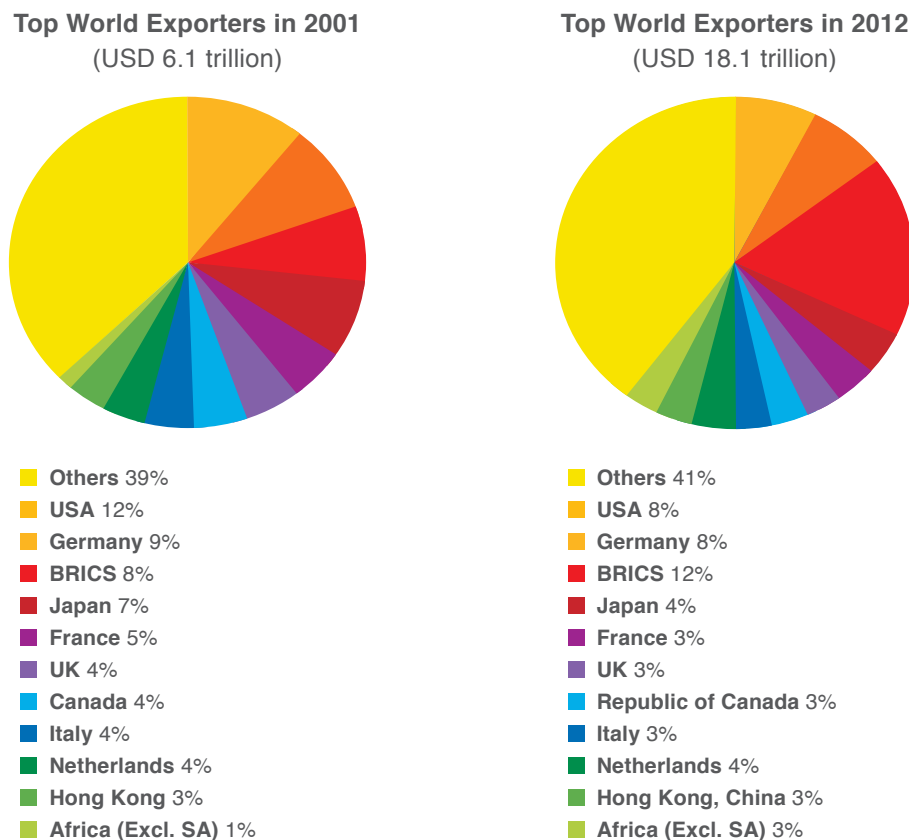 Top World Exporters in 2001
(USD 6.1 trillion)
Others 39%
USA 12%
Germany 9%
BRICS 8%
Japan 7%
France 5%
UK 4%
Canada 4%
Italy 4%
Netherlands 4%
Hong Kong 3%
Africa (Excl. SA) 1%
Top World Exporters in 2012
(USD 18.1 trillion)
Others 41%
USA 8%
Germany 8%
BRICS 12%
Japan 4%
France 3%
UK 3%
Republic of Canada 3%
Italy 3%
Netherlands 4%
Hong Kong, China 3%
Africa (Excl. SA) 3%